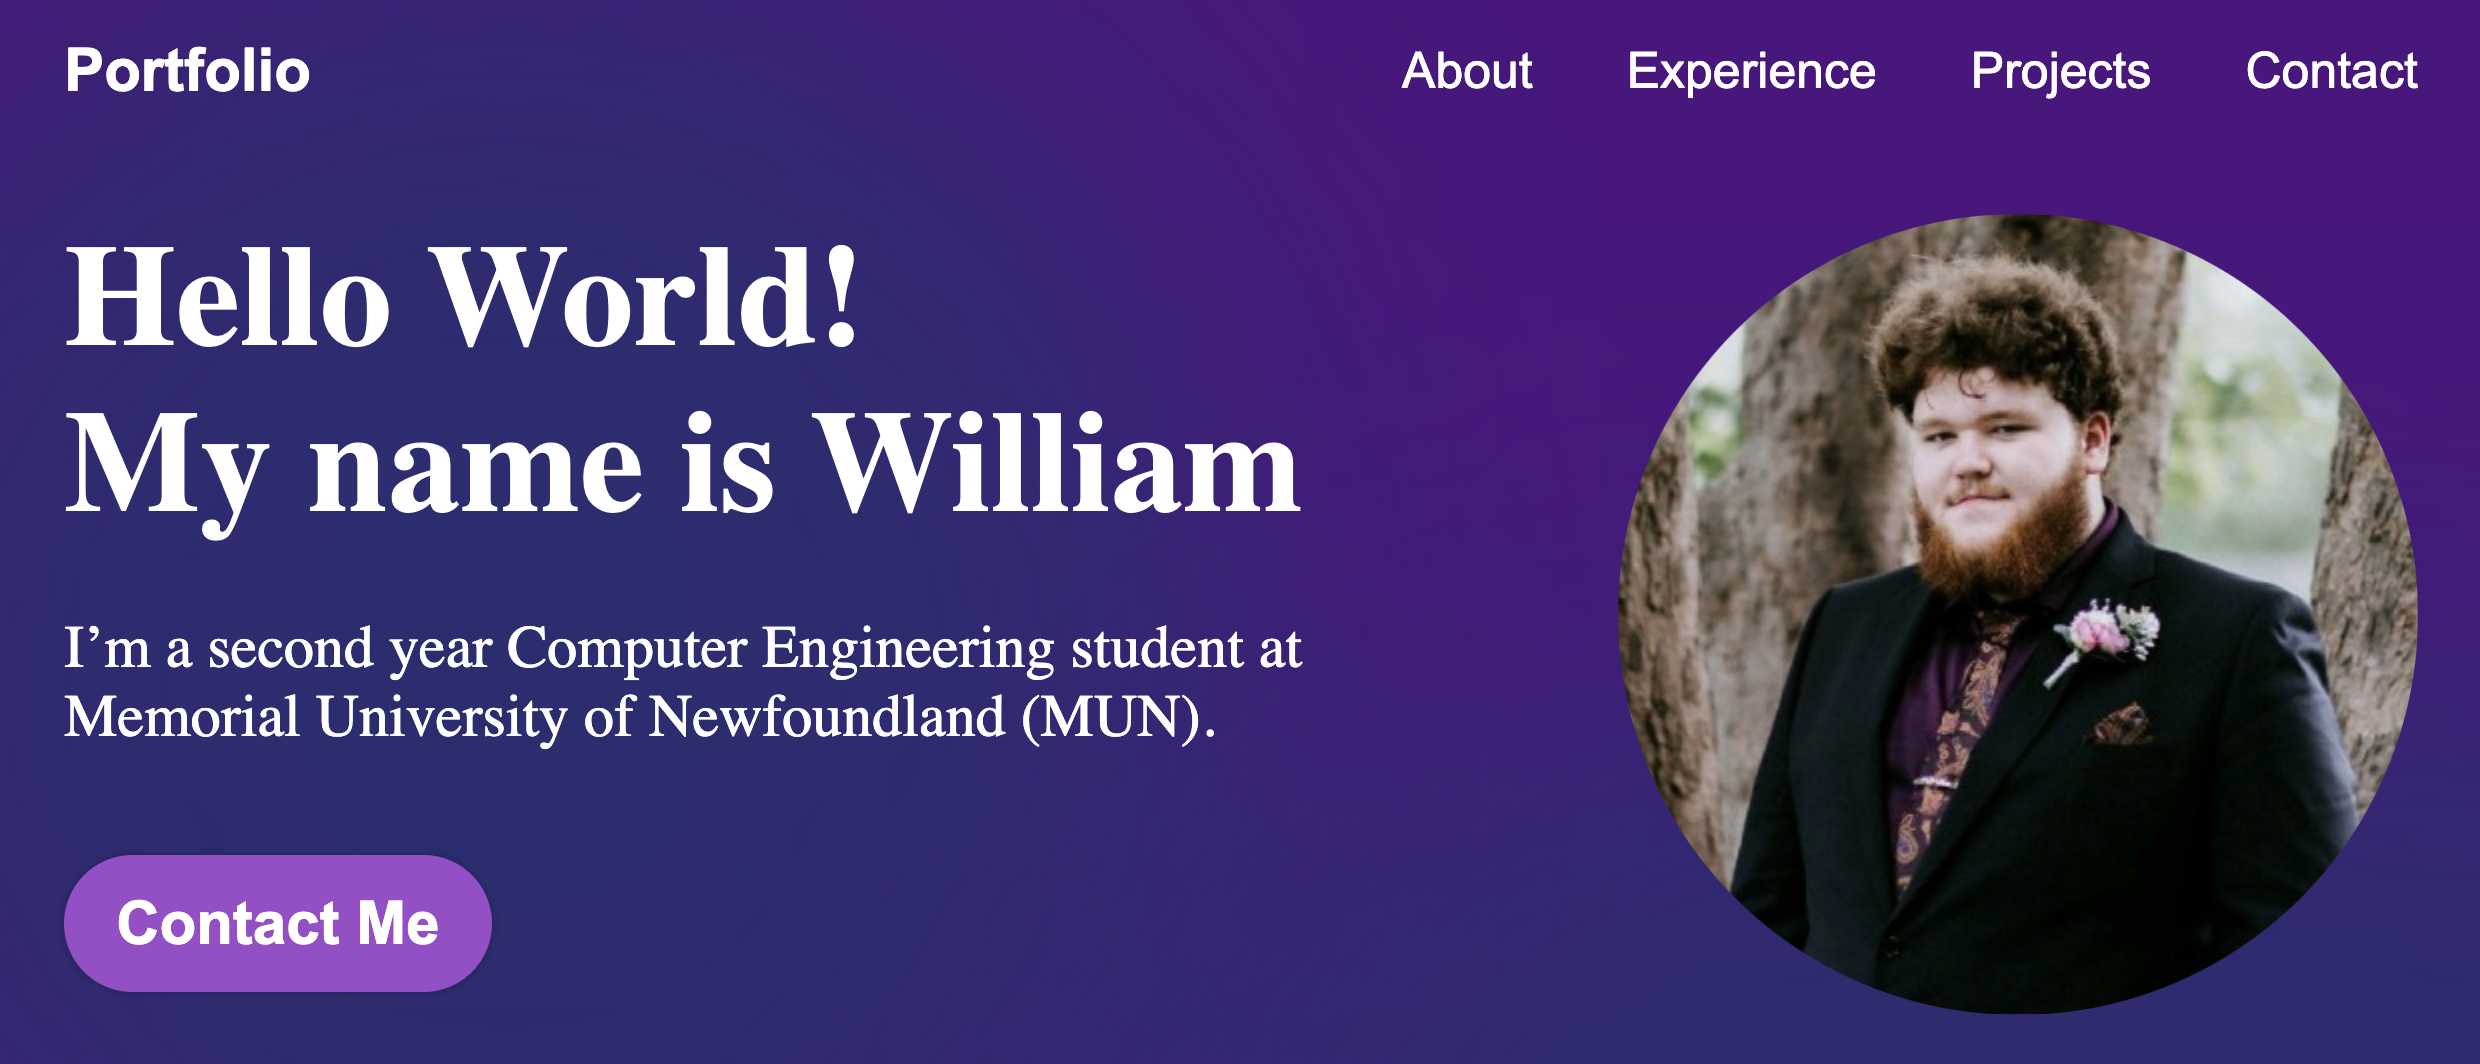 Portfolio
About Experience Projects Contact
Hello World!
My name is William
I’m a second year Computer Engineering student at
Memorial University of Newfoundland (MUN).
Contact Me